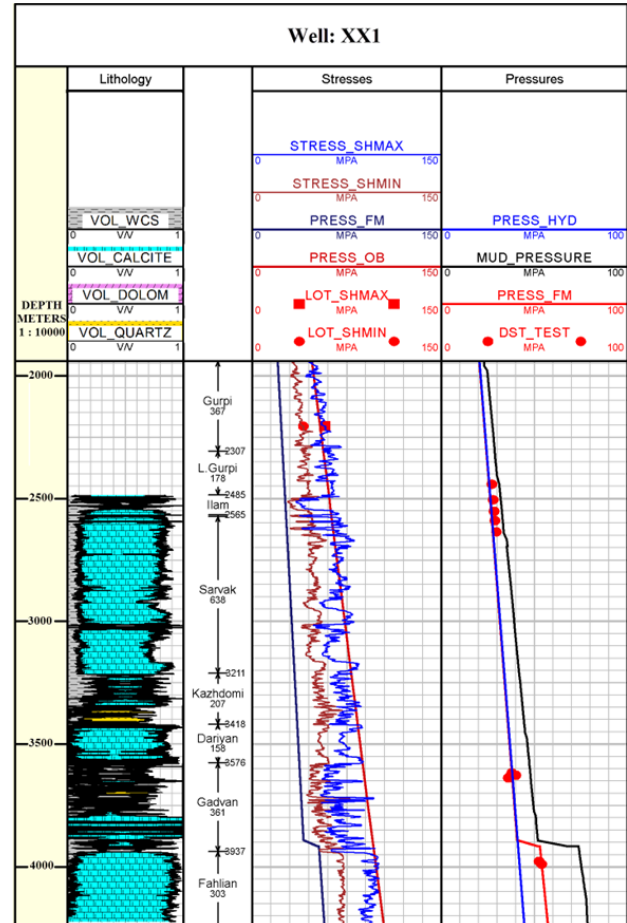 Well: XX1
Lithology
Stresses
Pressures
STRESS_SHMAX
0 MPA 150
STRESS_SHMIN
0 MPA 150
VOL_WCS
0 V/V 1
PRESS_FM
0 MPA 150
PRESS_HYD
0 MPA 100
VOL_CALCITE
0 V/V 1
PRESS_OB
0 MPA 150
MUD_PRESSURE
0 MPA 100
VOL_DOLOM
0 V/V 1
LOT_SHMAX
0 MPA 150
PRESS_FM
0 MPA 100
DEPTH
METERS
1 : 10000
VOL_QUARTZ
0 V/V 1
LOT_SHMIN
0 MPA 150
DST_TEST
0 MPA 100
2000
Gurpi
367
2307
L.Gurpi
178
2485
2500
Ilam
2565
Sarvak
638
3000
3211
Kazhdomi
207
3418
Dariyan
158
3500
3576
Gadvan
361
3937
4000
Fahlian
303